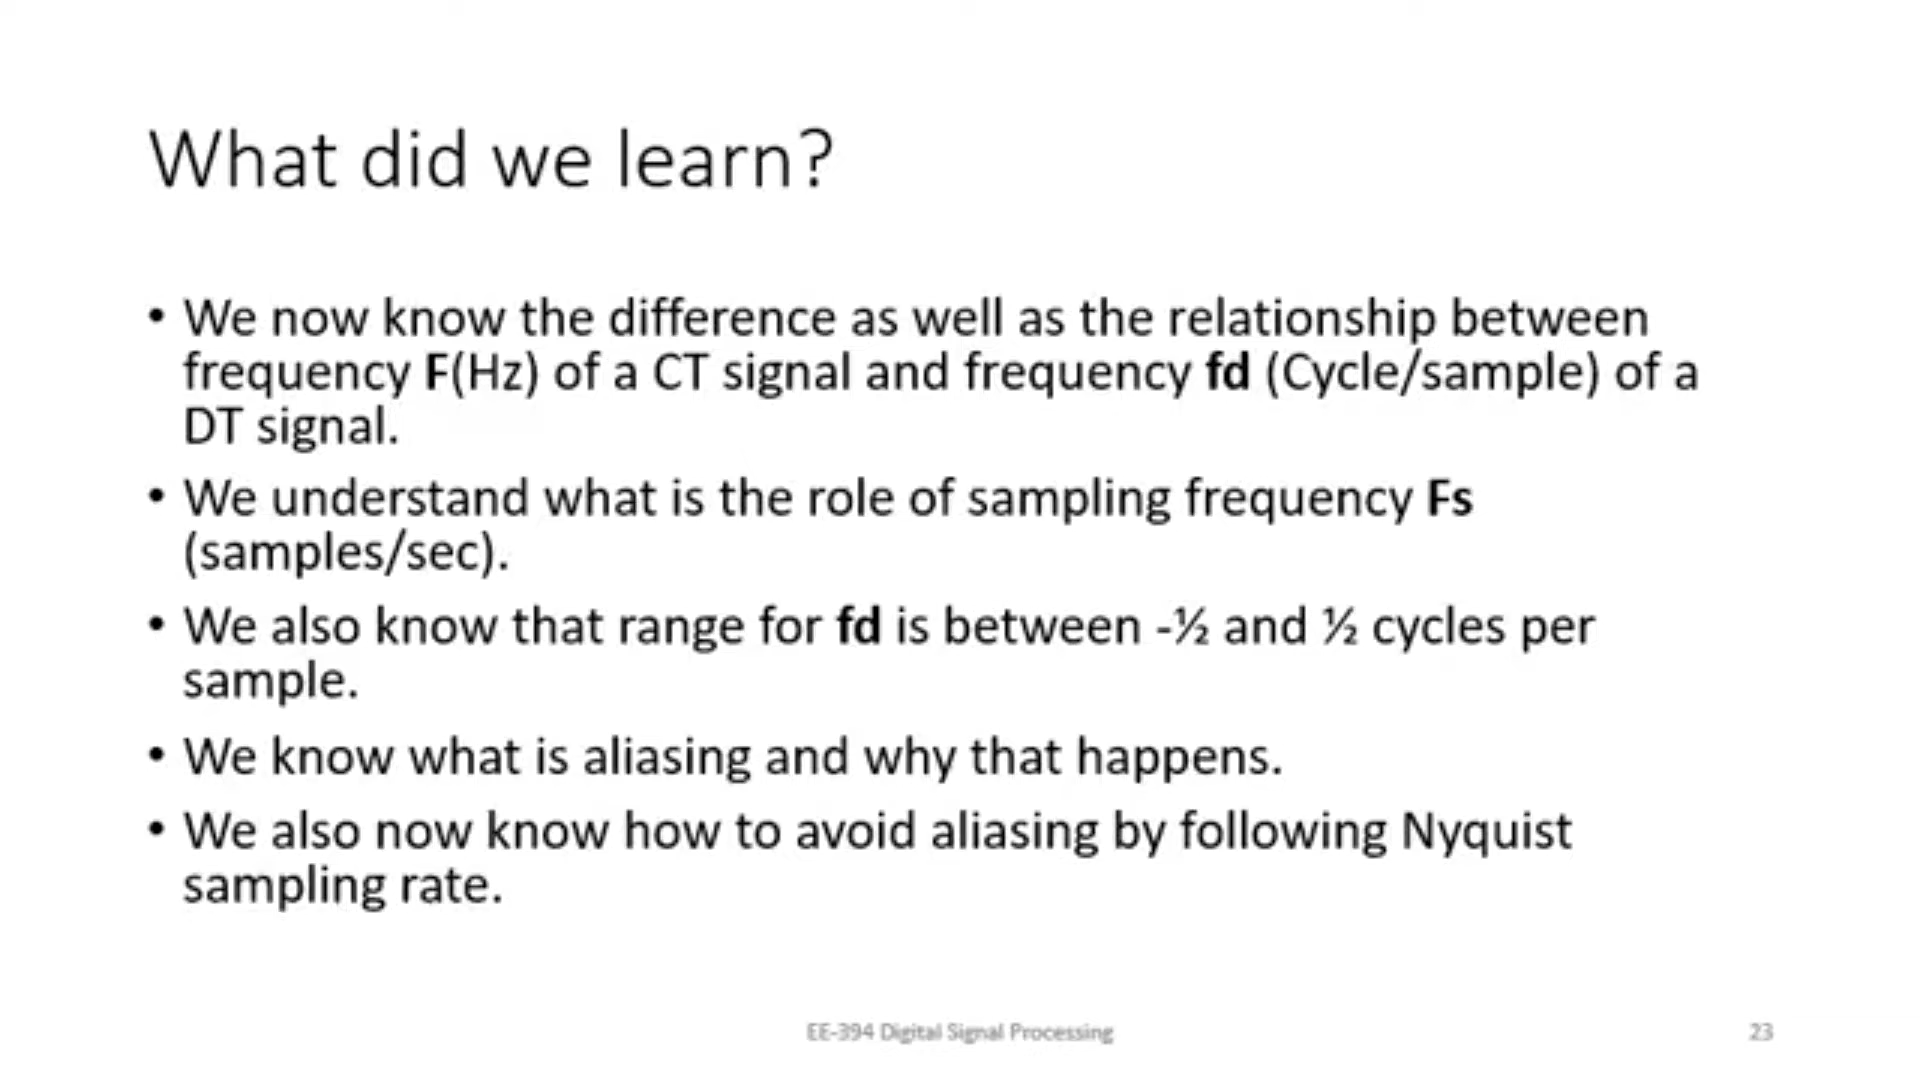 What did we learn?
• We now know the difference as well as the relationship between
frequency F(Hz) of a CT signal and frequency fd (Cycle/sample) of a
DT signal.
• We understand what is the role of sampling frequency Fs
(samples/sec).
• We also know that range for fd is between -½ and ½ cycles per
sample.
• We know what is aliasing and why that happens.
• We also now know how to avoid aliasing by following Nyquist
sampling rate.
EE-394 Digital Signal Processing
23